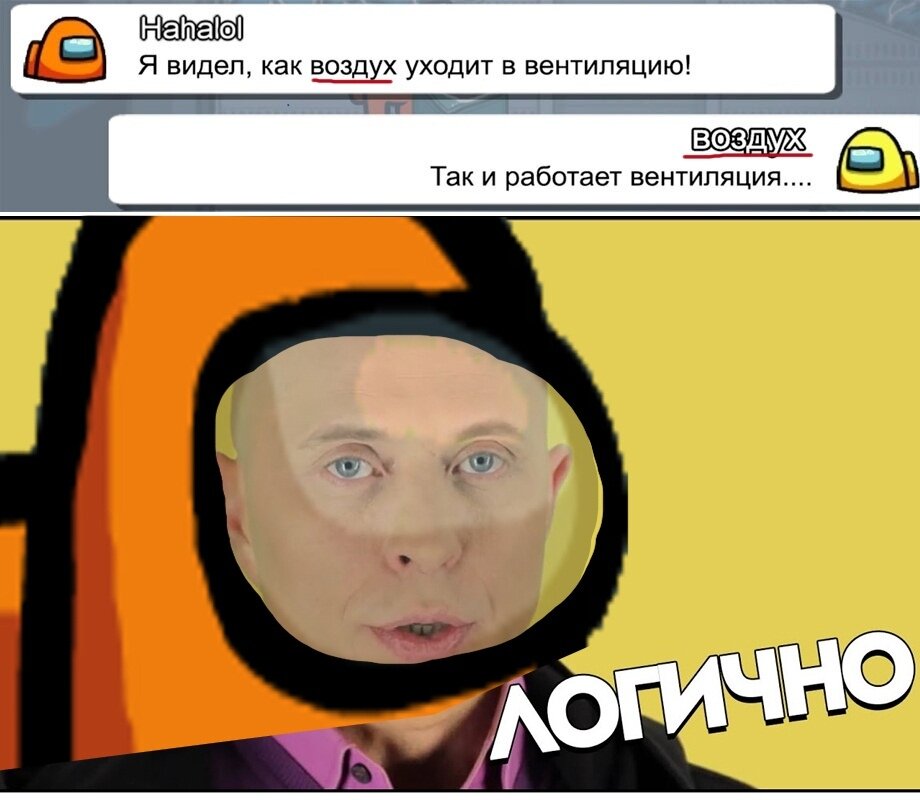 Hahalol
Я видел, как воздух уходит в вентиляцию!
воздух
Так и работает вентиляция....
ЛОГИЧНО